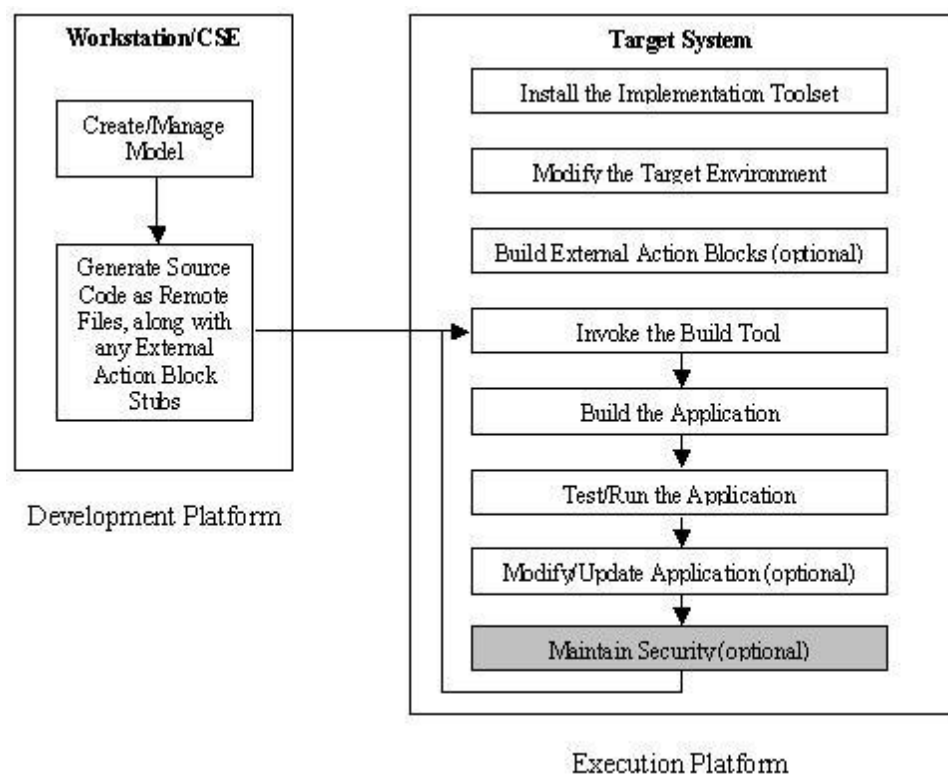 Workstation/CSE
Create/Manage
Model
Generate Source
Code as Remote
Files, along with
any External
Action Block
Stubs
Development Platform
Target System
Install the Implementation Toolset
Modify the Target Environment
Build External Action Blocks (optional)
Invoke the Build Tool
Build the Application
Test/Run the Application
Modify/Update Application (optional)
Maintain Security (optional)
Execution Platform